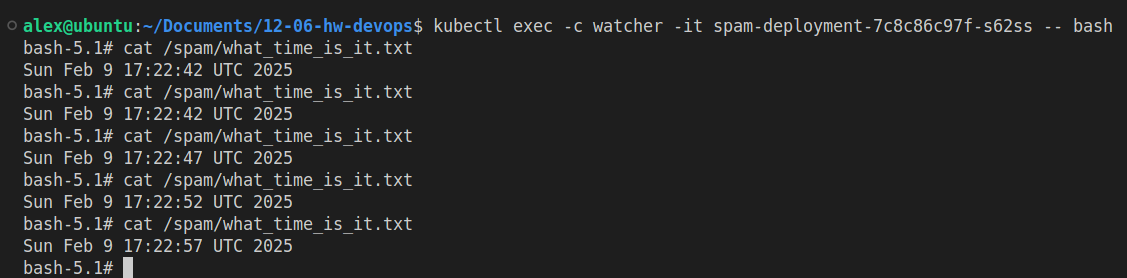 alex@ubuntu:~/Documents/12-06-hw-devops$ kubectl exec -c watcher -it spam-deployment-7c8c86c97f-s62ss -- bash
bash-5.1# cat /spam/what_time_is_it.txt
Sun Feb 9 17:22:42 UTC 2025
bash-5.1# cat /spam/what_time_is_it.txt
Sun Feb 9 17:22:42 UTC 2025
bash-5.1# cat /spam/what_time_is_it.txt
Sun Feb 9 17:22:47 UTC 2025
bash-5.1# cat /spam/what_time_is_it.txt
Sun Feb 9 17:22:52 UTC 2025
bash-5.1# cat /spam/what_time_is_it.txt
Sun Feb 9 17:22:57 UTC 2025
bash-5.1#